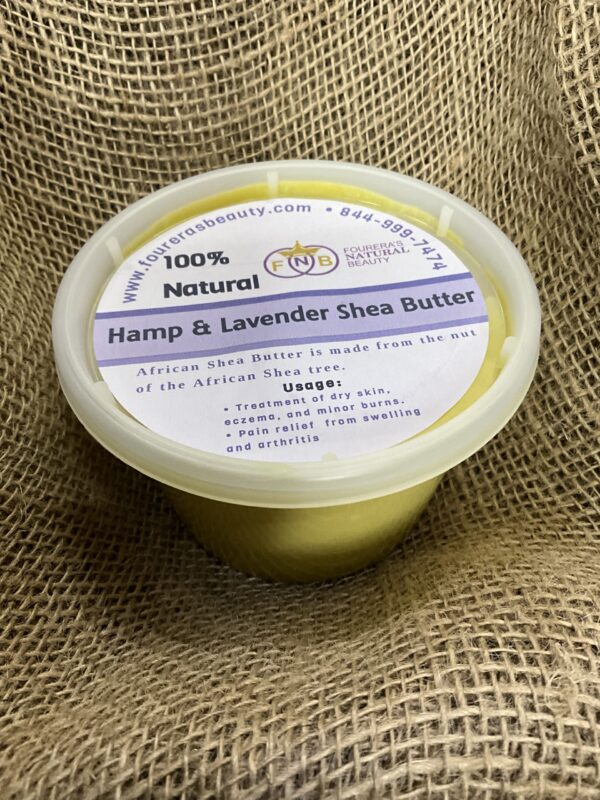 www.fourerasbeauty.com • 844-999-7474
100%
Natural
FNB
FOURERA'S
NATURAL
BEAUTY
Hamp & Lavender Shea Butter
African Shea Butter is made from the nut
of the African Shea tree.
Usage:
• Treatment of dry skin,
eczema, and minor burns.
• Pain relief from swelling
and arthritis